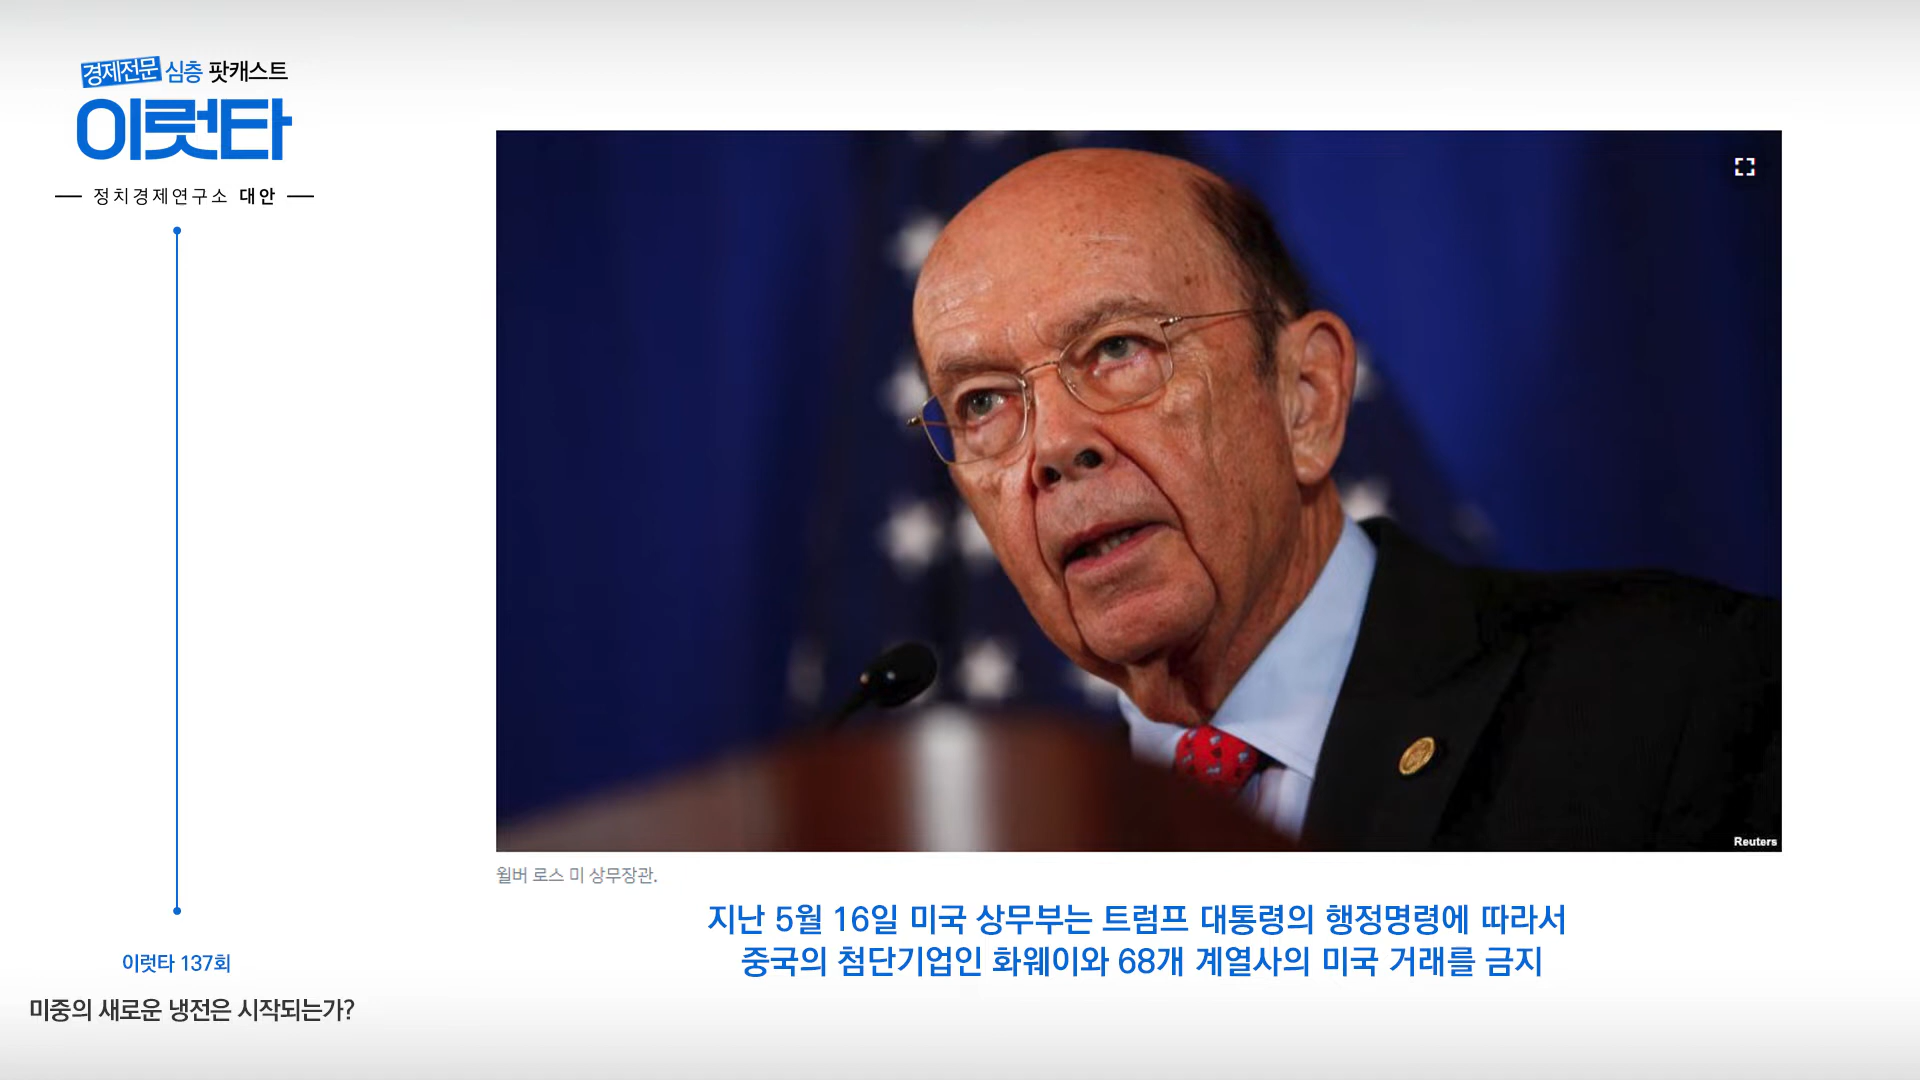 경제전문 심층 팟캐스트
이럿타
정치경제연구소 대안
Reuters
윌버 로스 미 상무장관.
지난 5월 16일 미국 상무부는 트럼프 대통령의 행정명령에 따라서
중국의 첨단기업인 화웨이와 68개 계열사의 미국 거래를 금지
이럿타 137회
미중의 새로운 냉전은 시작되는가?